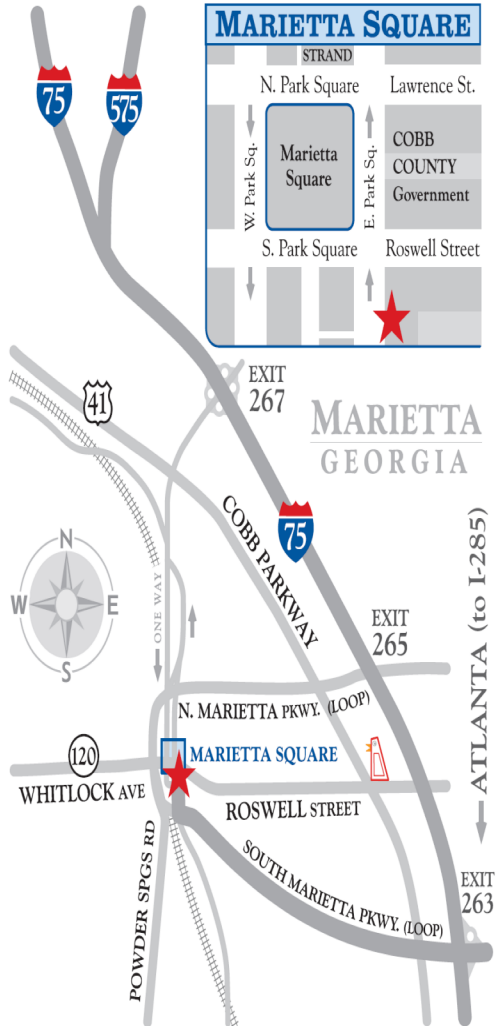 MARIETTA SQUARE
STRAND
N. Park Square
Lawrence St.
W. Park Sq.
Marietta
Square
E. Park Sq.
COBB
COUNTY
Government
S. Park Square
Roswell Street
75
575
EXIT
267
41
MARIETTA
GEORGIA
COBB PARKWAY
75
N
W
E
S
ONE WAY
EXIT
265
ATLANTA (to I-285)
N. MARIETTA PKWY. (LOOP)
120
MARIETTA SQUARE
WHITLOCK AVE
ROSWELL STREET
POWDER SPGS RD
SOUTH MARIETTA PKWY. (LOOP)
EXIT
263